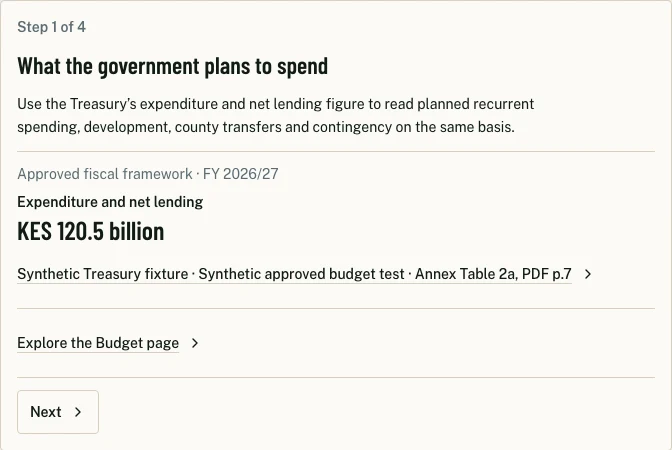 Step 1 of 4
What the government plans to spend
Use the Treasury’s expenditure and net lending figure to read planned recurrent
spending, development, county transfers and contingency on the same basis.
Approved fiscal framework · FY 2026/27
Expenditure and net lending
KES 120.5 billion
Synthetic Treasury fixture · Synthetic approved budget test · Annex Table 2a, PDF p.7
Explore the Budget page
Next